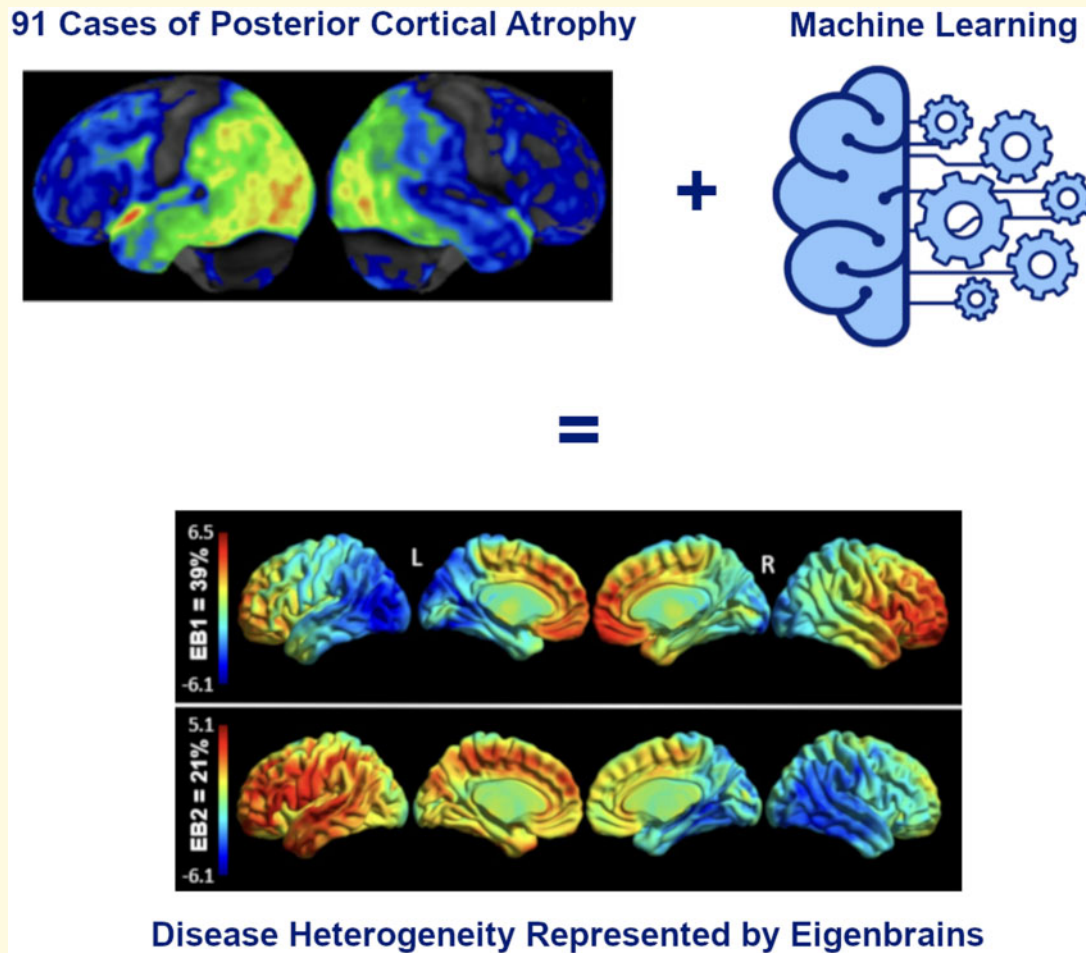 91 Cases of Posterior Cortical Atrophy
Machine Learning
+
=
6.5
EB1 = 39%
-6.1
L
R
5.1
EB2 = 21%
-6.1
Disease Heterogeneity Represented by Eigenbrains